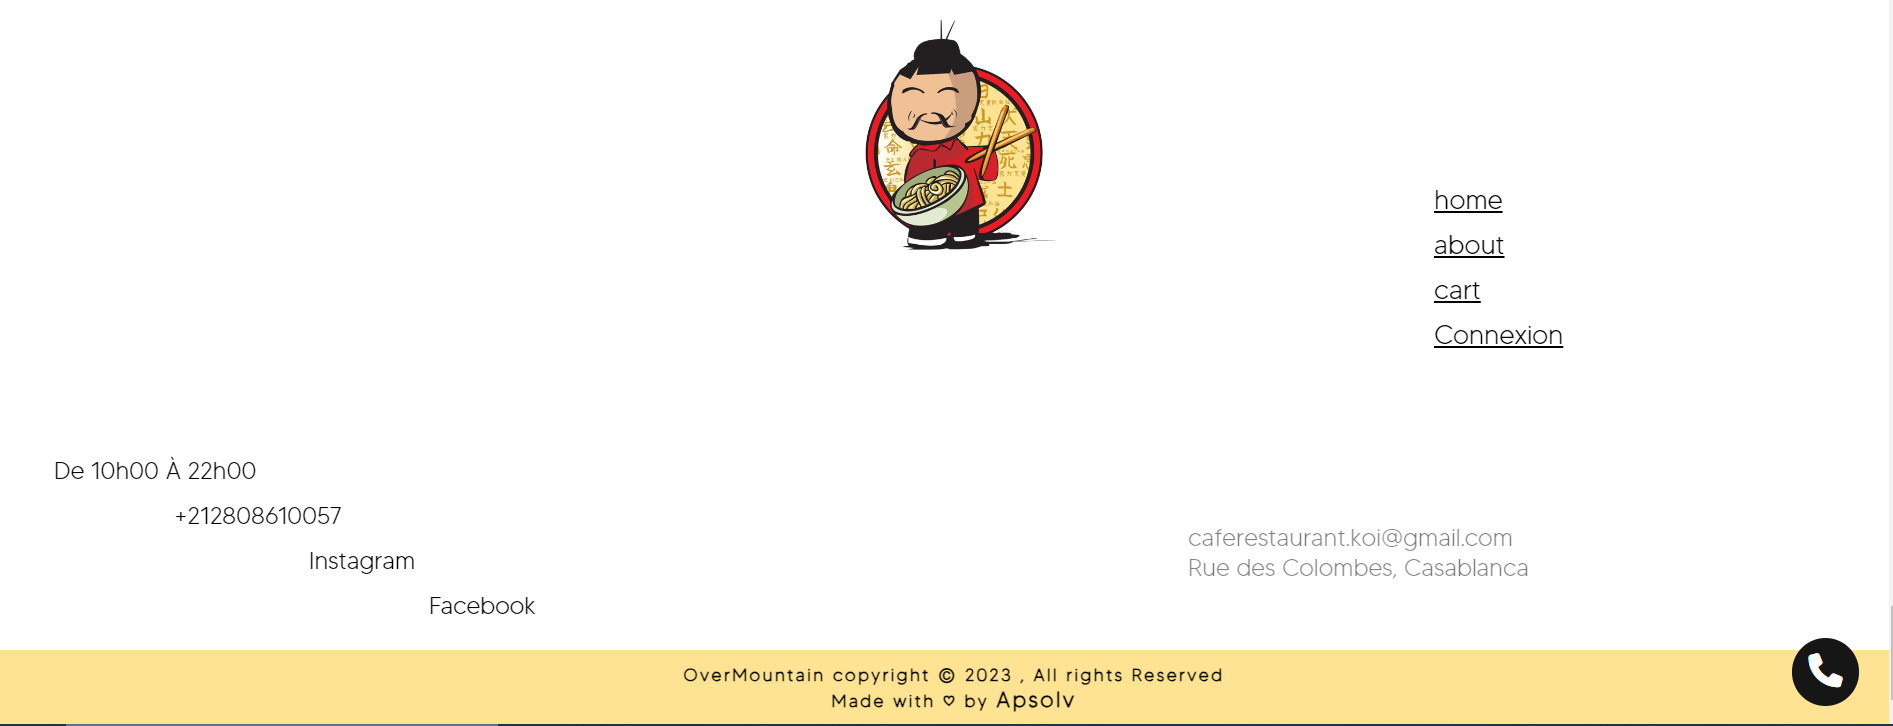 home
about
cart
Connexion
De 10h00 À 22h00
+212808610057
Instagram
Facebook
caferestaurant.koi@gmail.com
Rue des Colombes, Casablanca
OverMountain copyright © 2023 , All rights Reserved
Made with ♡ by Apsolv